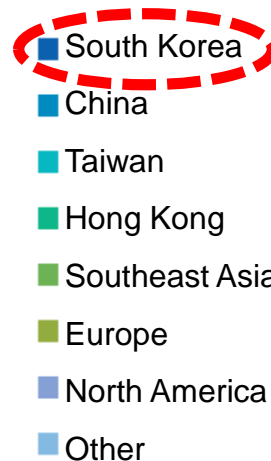 South Korea
China
Taiwan
Hong Kong
Southeast Asia
Europe
North America
Other